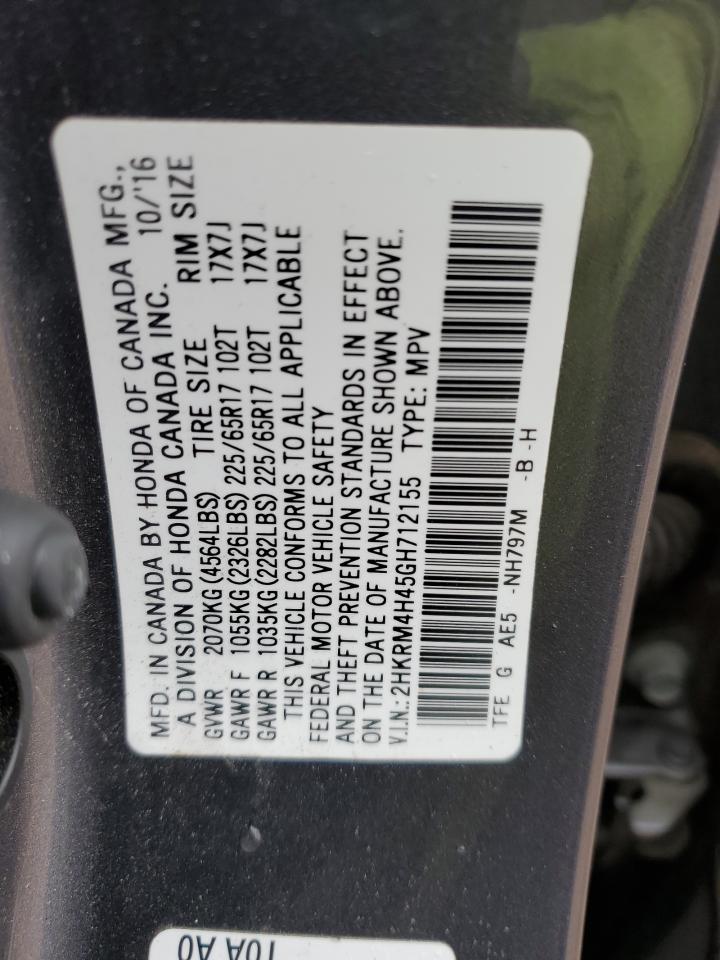 MFD. IN CANADA BY HONDA OF CANADA MFG.,
A DIVISION OF HONDA CANADA INC. 10/'16
GVWR 2070KG(4564LBS) TIRE SIZE RIM SIZE
GAWR F 1055KG(2326LBS) 225/65R17 102T 17X7J
GAWR R 1035KG(2282LBS) 225/65R17 102T 17X7J
THIS VEHICLE CONFORMS TO ALL APPLICABLE
FEDERAL MOTOR VEHICLE SAFETY
AND THEFT PREVENTION STANDARDS IN EFFECT
ON THE DATE OF MANUFACTURE SHOWN ABOVE.
V.I.N.:2HKRM4H45GH712155 TYPE: MPV
TFE G AE5 -NH797M -B -H
T0A A0